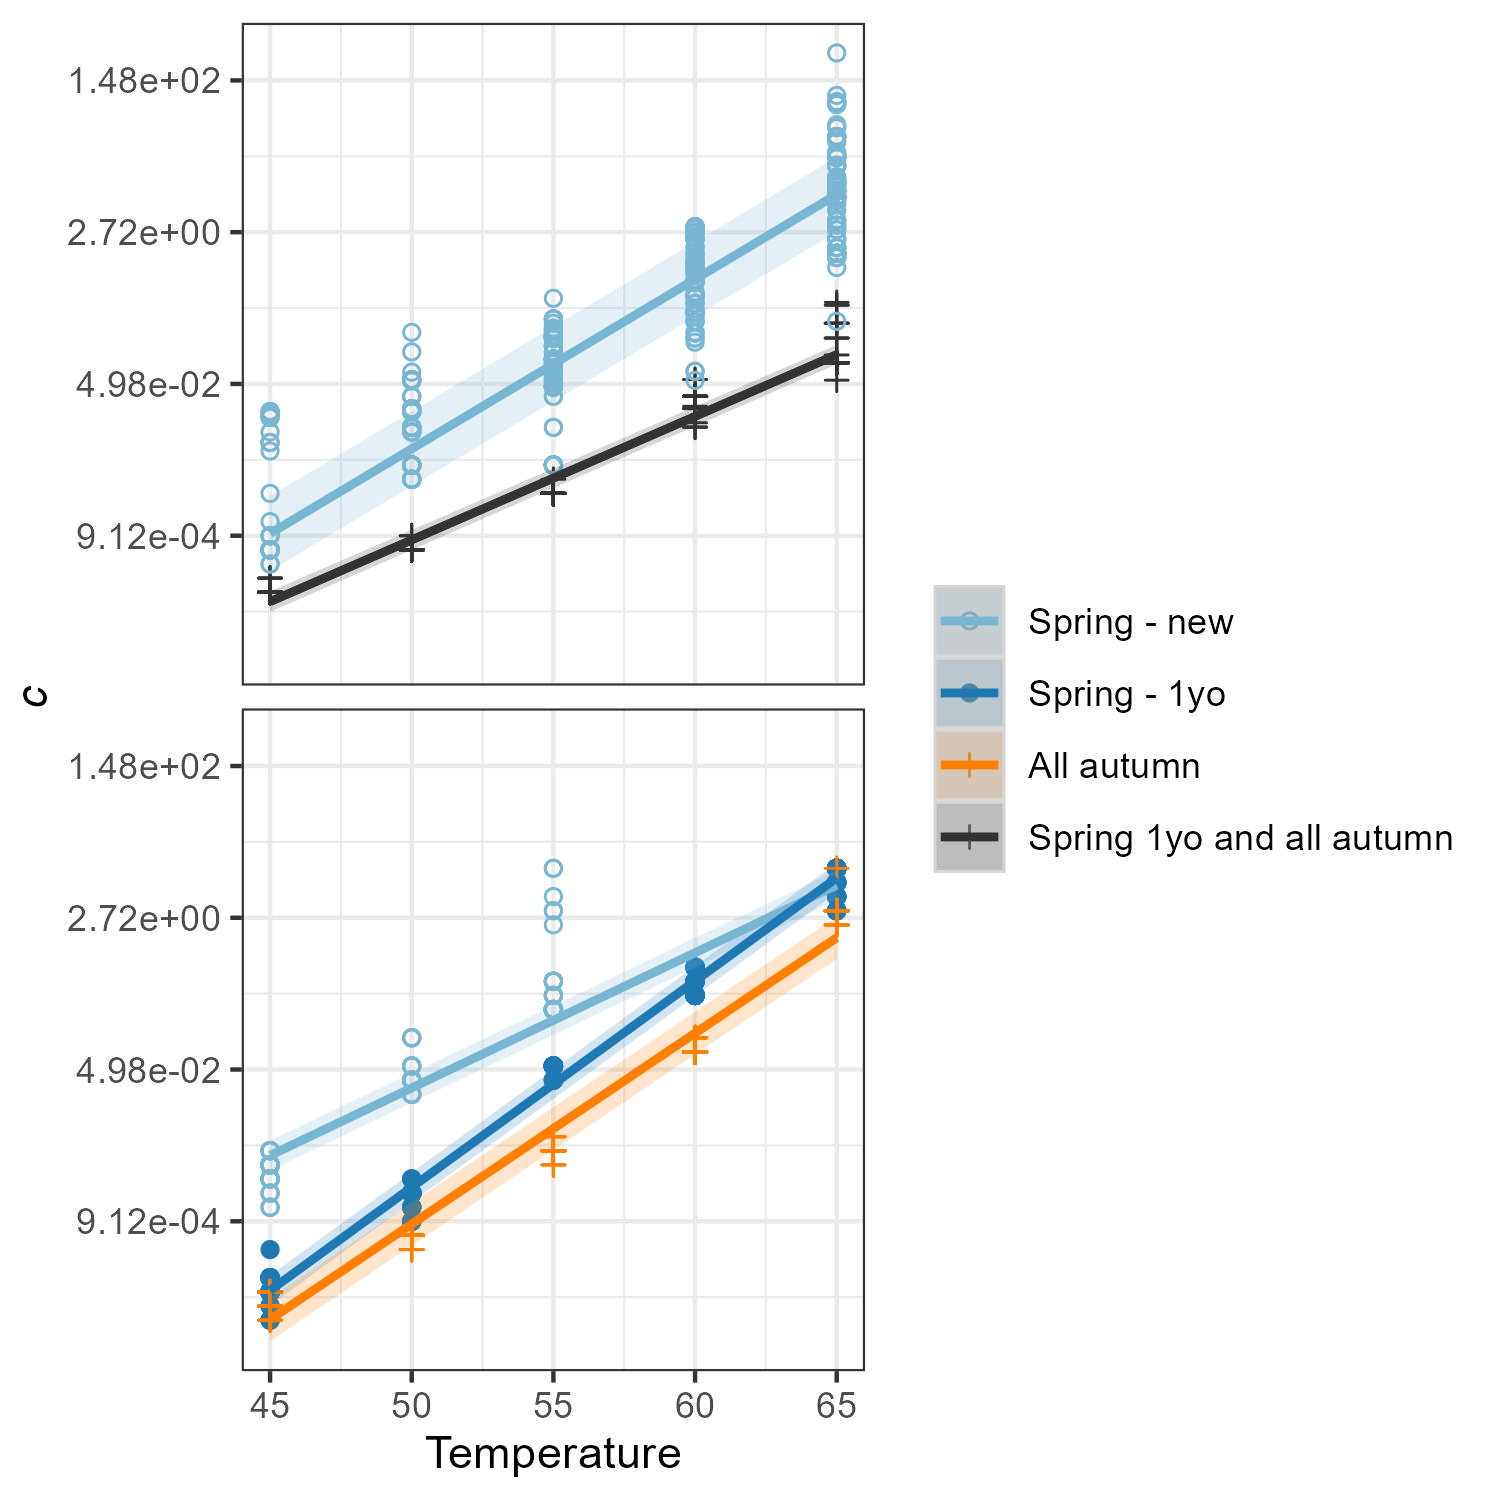 1.48e+02
2.72e+00
4.98e-02
9.12e-04
c
1.48e+02
2.72e+00
4.98e-02
9.12e-04
45 50 55 60 65
Temperature
Spring - new
Spring - 1yo
All autumn
Spring 1yo and all autumn